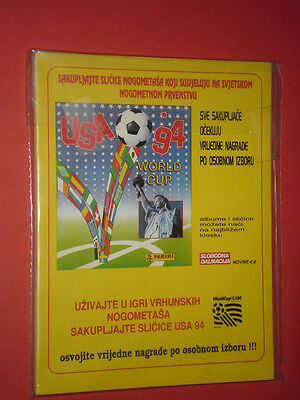 SAKUPLJAJTE SLIČICE NOGOMETAŠA KOJI SUDJELUJU NA SVJETSKOM
NOGOMETNOM PRVENSTVU
USA '94
WORLD
CUP
PANINI
SVE SAKUPLJAČE
OČEKUJU
VRIJEDNE NAGRADE
PO OSOBNOM IZBORU
albume i sličice
možete naći
na najbližem
kiosku
SLOBODNA
DALMACIJA
NOVINE d.d.
UŽIVAJTE U IGRI VRHUNSKIH
NOGOMETAŠA
SAKUPLJAJTE SLIČICE USA 94
WorldCupUSA94
osvojite vrijedne nagrade po osobnom izboru !!!